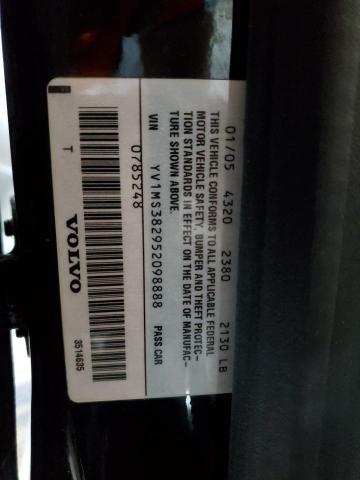 01/05 4320 2380 2130 LB
THIS VEHICLE CONFORMS TO ALL APPLICABLE FEDERAL
MOTOR VEHICLE SAFETY, BUMPER AND THEFT PROTEC-
TION STANDARDS IN EFFECT ON THE DATE OF MANUFAC-
TURE SHOWN ABOVE.
VIN YV1MS382952098888 PASS.CAR
0785248
T VOLVO 3514635